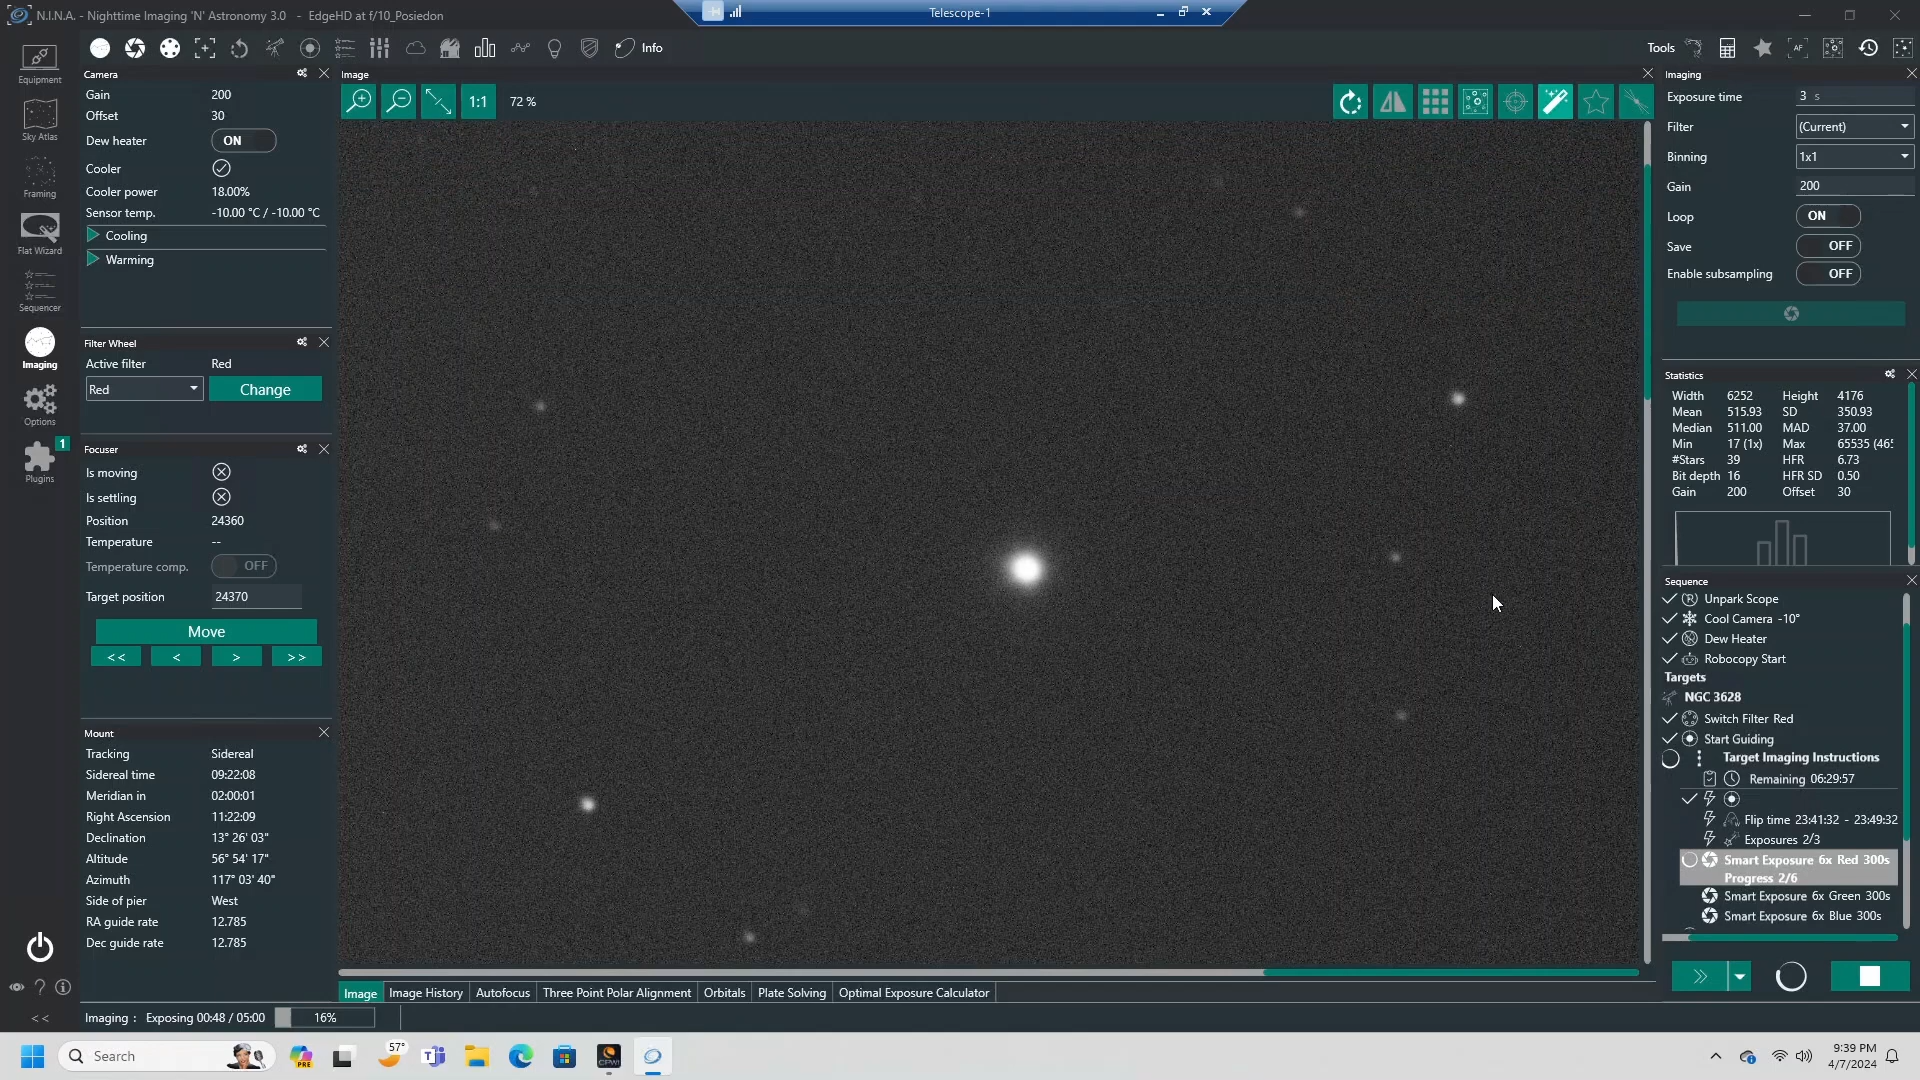 N.I.N.A. - Nighttime Imaging 'N' Astronomy 3.0 - EdgeHD at f/10_Posiedon
Telescope-1
Equipment
Sky Atlas
Framing
Flat Wizard
Sequencer
Imaging
Options
1
Plugins
Info
Tools
AF
Camera
Gain 200
Offset 30
Dew heater ON
Cooler
Cooler power 18.00%
Sensor temp. -10.00 °C / -10.00 °C
Cooling
Warming
Filter Wheel
Active filter Red
Red Change
Focuser
Is moving
Is settling
Position 24360
Temperature --
Temperature comp. OFF
Target position 24370
Move
<< < > >>
Mount
Tracking Sidereal
Sidereal time 09:22:08
Meridian in 02:00:01
Right Ascension 11:22:09
Declination 13° 26' 03"
Altitude 56° 54' 17"
Azimuth 117° 03' 40"
Side of pier West
RA guide rate 12.785
Dec guide rate 12.785
Image
1:1 72 %
Image Image History Autofocus Three Point Polar Alignment Orbitals Plate Solving Optimal Exposure Calculator
Imaging
Exposure time 3 s
Filter (Current)
Binning 1x1
Gain 200
Loop ON
Save OFF
Enable subsampling OFF
Statistics
Width 6252 Height 4176
Mean 515.93 SD 350.93
Median 511.00 MAD 37.00
Min 17 (1x) Max 65535 (465
#Stars 39 HFR 6.73
Bit depth 16 HFR SD 0.50
Gain 200 Offset 30
Sequence
Unpark Scope
Cool Camera -10°
Dew Heater
Robocopy Start
Targets
NGC 3628
Switch Filter Red
Start Guiding
Target Imaging Instructions
Remaining 06:29:57
Flip time 23:41:32 - 23:49:32
Exposures 2/3
Smart Exposure 6x Red 300s
Progress 2/6
Smart Exposure 6x Green 300s
Smart Exposure 6x Blue 300s
<< Imaging : Exposing 00:48 / 05:00 16%
Search
PRE
57°
CPWI
9:39 PM
4/7/2024